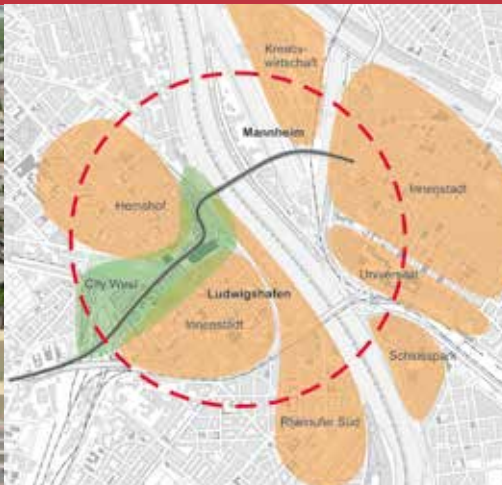 Kreativ-
wirtschaft
Mannheim
Hemshof
Innenstadt
City West
Universität
Ludwigshafen
Innenstadt
Schlosspark
Rheinufer Süd